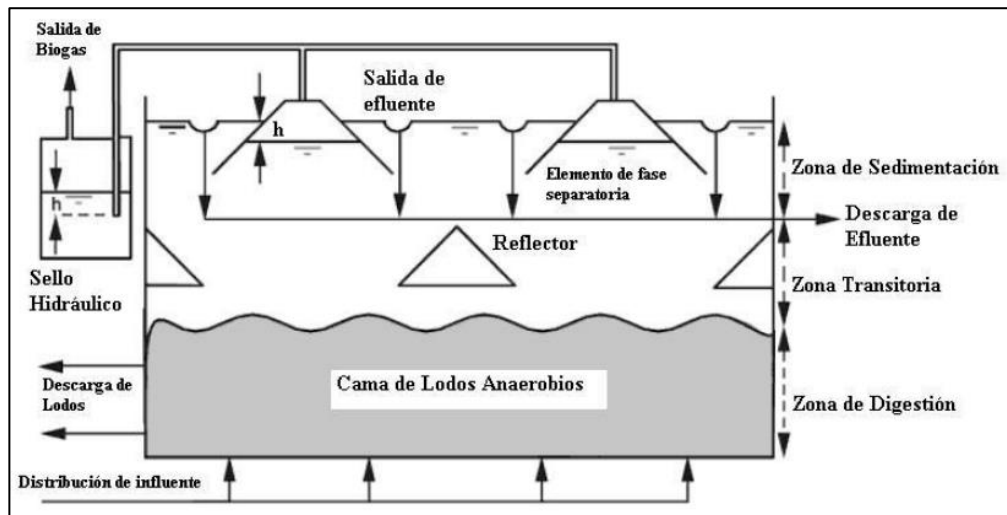 Salida de
Biogas
Salida de
efluente
h
h
Elemento de fase
separatoria
Zona de Sedimentación
Descarga de
Efluente
Reflector
Sello
Hidráulico
Zona Transitoria
Descarga de
Lodos
Cama de Lodos Anaerobios
Zona de Digestión
Distribución de influente